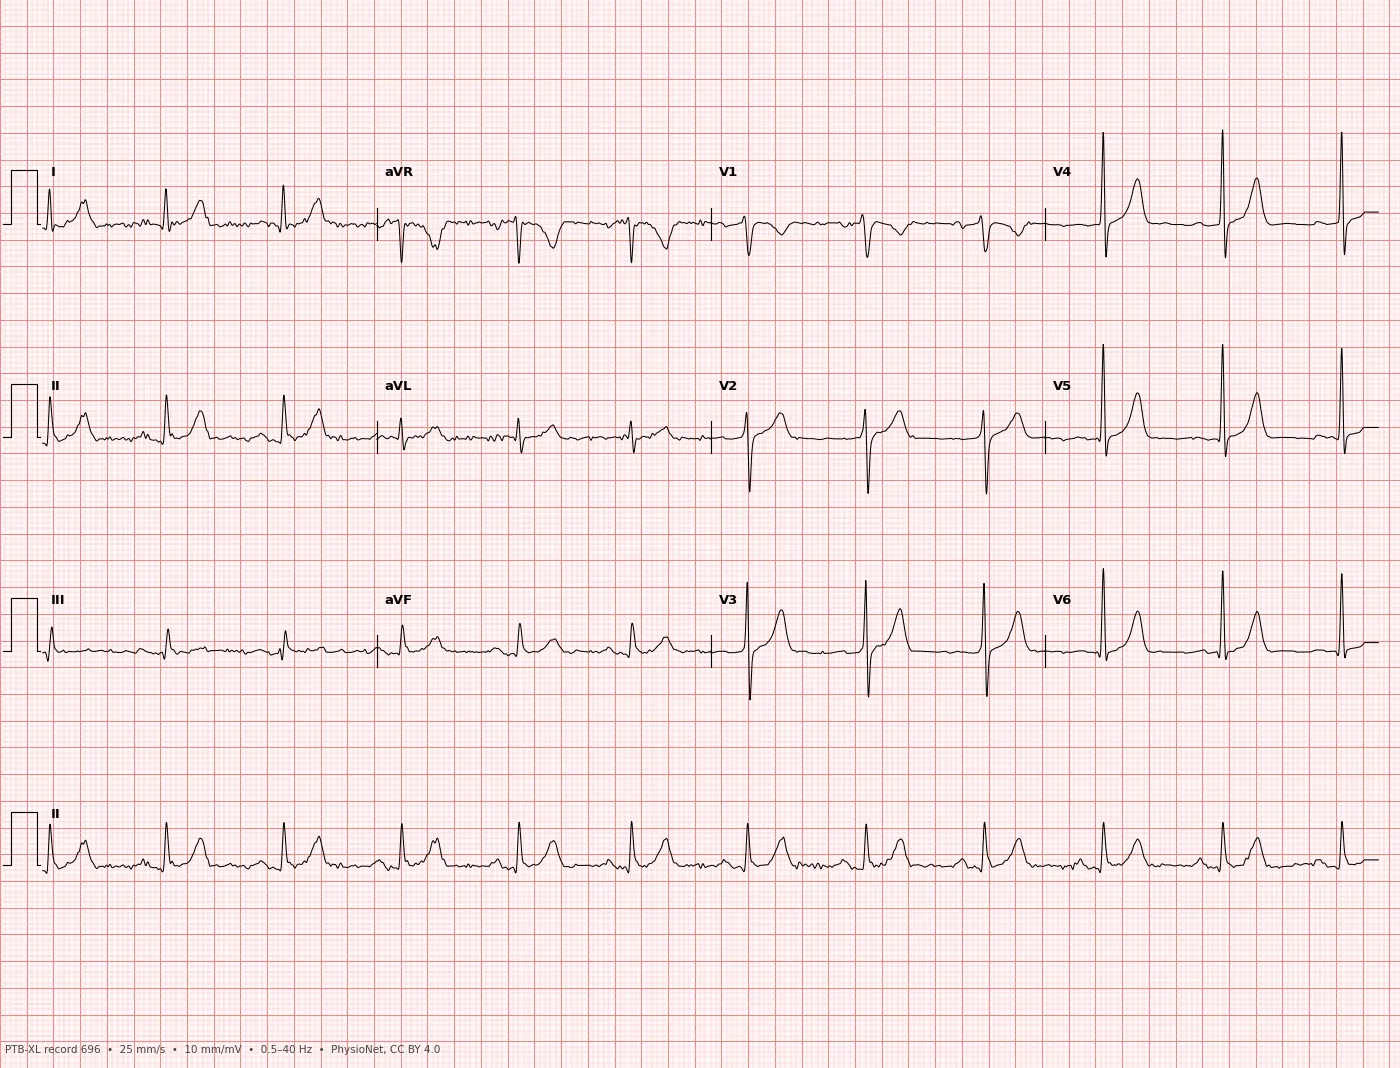 I aVR V1 V4
II aVL V2 V5
III aVF V3 V6
II
PTB-XL record 696 • 25 mm/s • 10 mm/mV • 0.5–40 Hz • PhysioNet, CC BY 4.0